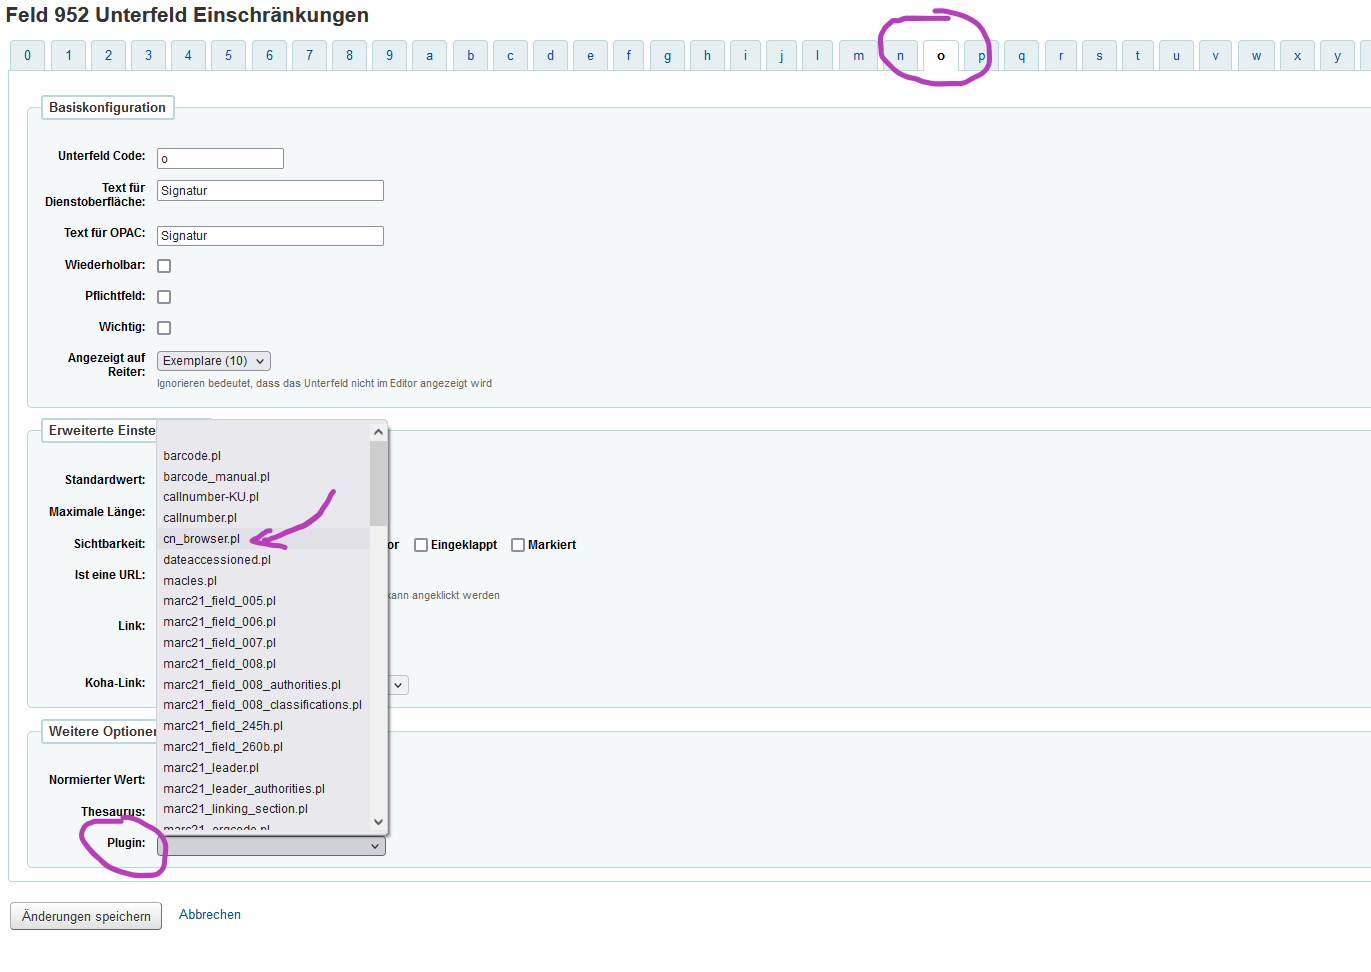 Feld 952 Unterfeld Einschränkungen
0 1 2 3 4 5 6 7 8 9 a b c d e f g h i j l m n o p q r s t u v w x y
Basiskonfiguration
Unterfeld Code: o
Text für
Dienstoberfläche: Signatur
Text für OPAC: Signatur
Wiederholbar:
Pflichtfeld:
Wichtig:
Angezeigt auf
Reiter: Exemplare (10)
Ignorieren bedeutet, dass das Unterfeld nicht im Editor angezeigt wird
Erweiterte Einste
barcode.pl
Standardwert: barcode_manual.pl
callnumber-KU.pl
Maximale Länge: callnumber.pl
cn_browser.pl
Sichtbarkeit: or Eingeklappt Markiert
dateaccessioned.pl
Ist eine URL: macles.pl
kann angeklickt werden
marc21_field_005.pl
Link: marc21_field_006.pl
marc21_field_007.pl
marc21_field_008.pl
Koha-Link: marc21_field_008_authorities.pl
marc21_field_008_classifications.pl
Weitere Optionen marc21_field_245h.pl
marc21_field_260b.pl
marc21_leader.pl
Normierter Wert: marc21_leader_authorities.pl
Thesaurus: marc21_linking_section.pl
marc21_orgcode.pl
Plugin:
Änderungen speichern Abbrechen